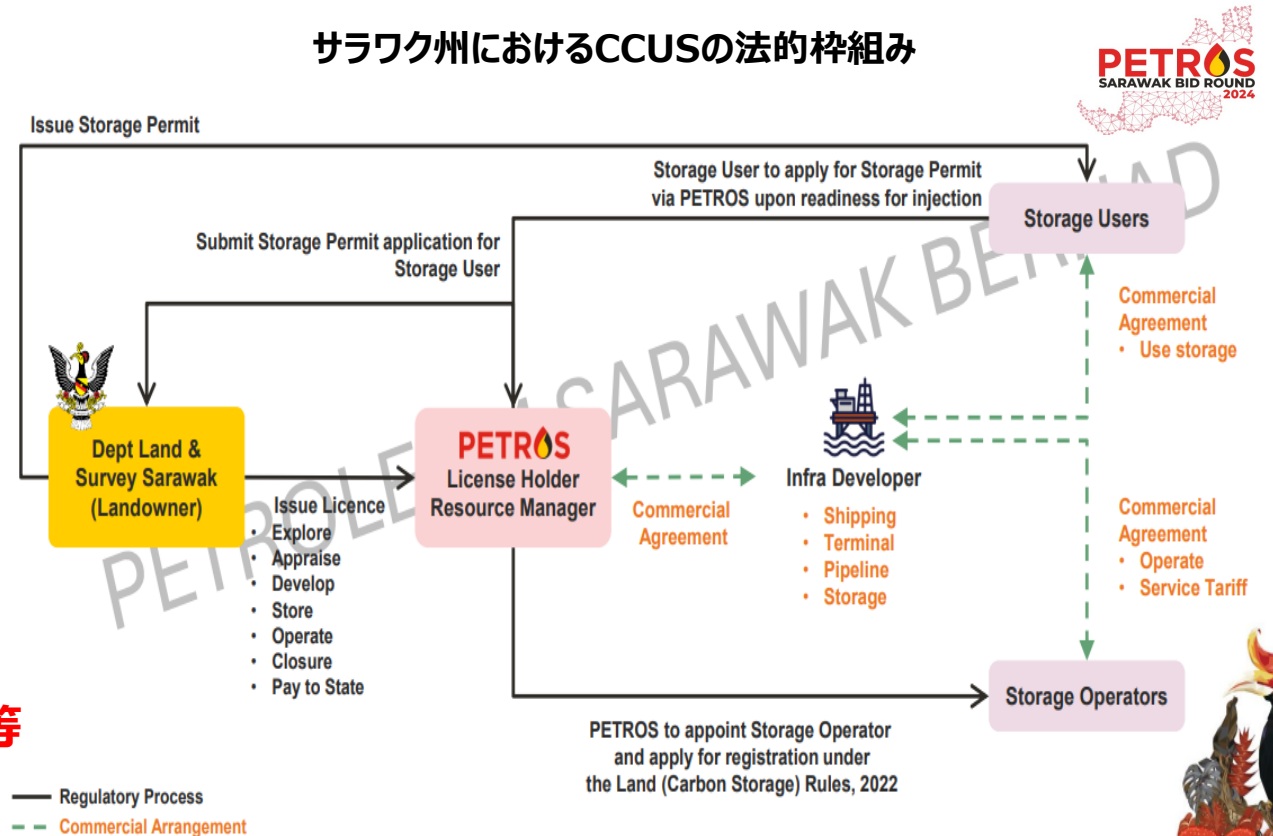 サラワク州におけるCCUSの法的枠組み
PETROS
SARAWAK BID ROUND
2024
Issue Storage Permit
Storage User to apply for Storage Permit
via PETROS upon readiness for injection
Storage Users
Submit Storage Permit application for
Storage User
Commercial
Agreement
• Use storage
Dept Land &
Survey Sarawak
(Landowner)
Issue Licence
• Explore
• Appraise
• Develop
• Store
• Operate
• Closure
• Pay to State
PETROS
License Holder
Resource Manager
Commercial
Agreement
Infra Developer
• Shipping
• Terminal
• Pipeline
• Storage
Commercial
Agreement
• Operate
• Service Tariff
Storage Operators
PETROS to appoint Storage Operator
and apply for registration under
the Land (Carbon Storage) Rules, 2022
等
Regulatory Process
Commercial Arrangement